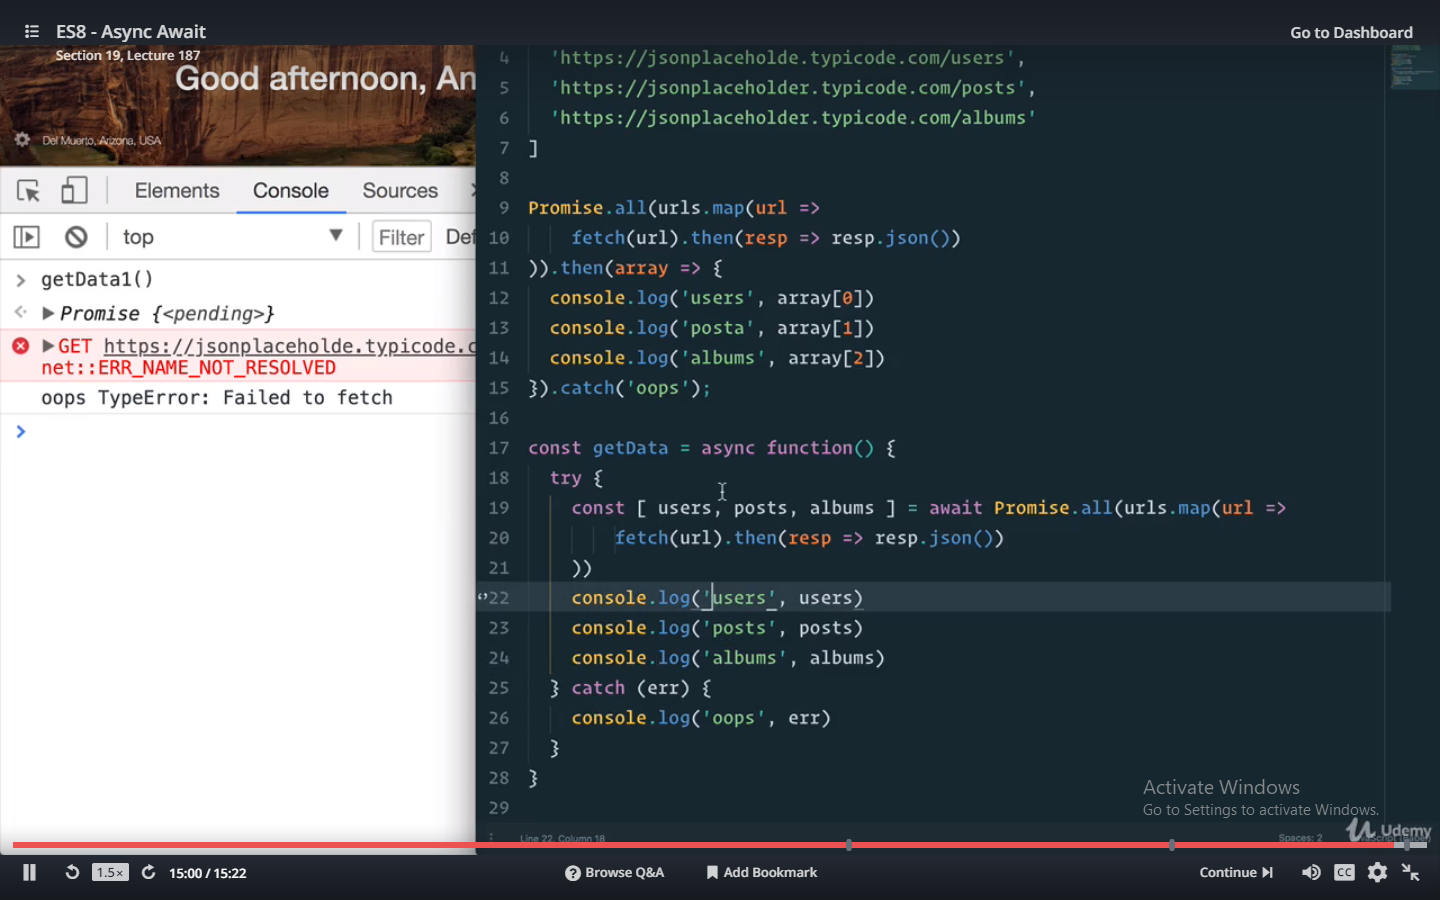 ES8 - Async Await
Go to Dashboard
Section 19, Lecture 187
Good afternoon, An
Del Muerto, Arizona, USA
Elements Console Sources
top Filter Def
getData1()
Promise {<pending>}
GET https://jsonplaceholde.typicode.c
net::ERR_NAME_NOT_RESOLVED
oops TypeError: Failed to fetch
4 'https://jsonplaceholde.typicode.com/users',
5 'https://jsonplaceholder.typicode.com/posts',
6 'https://jsonplaceholder.typicode.com/albums'
7 ]
8
9 Promise.all(urls.map(url =>
10 fetch(url).then(resp => resp.json())
11 )).then(array => {
12 console.log('users', array[0])
13 console.log('posta', array[1])
14 console.log('albums', array[2])
15 }).catch('oops');
16
17 const getData = async function() {
18 try {
19 const [ users, posts, albums ] = await Promise.all(urls.map(url =>
20 fetch(url).then(resp => resp.json())
21 ))
22 console.log('users', users)
23 console.log('posts', posts)
24 console.log('albums', albums)
25 } catch (err) {
26 console.log('oops', err)
27 }
28 }
29
Activate Windows
Go to Settings to activate Windows.
Line 22, Column 18
Spaces: 2
Udemy
1.5×
15:00 / 15:22
Browse Q&A
Add Bookmark
Continue
CC